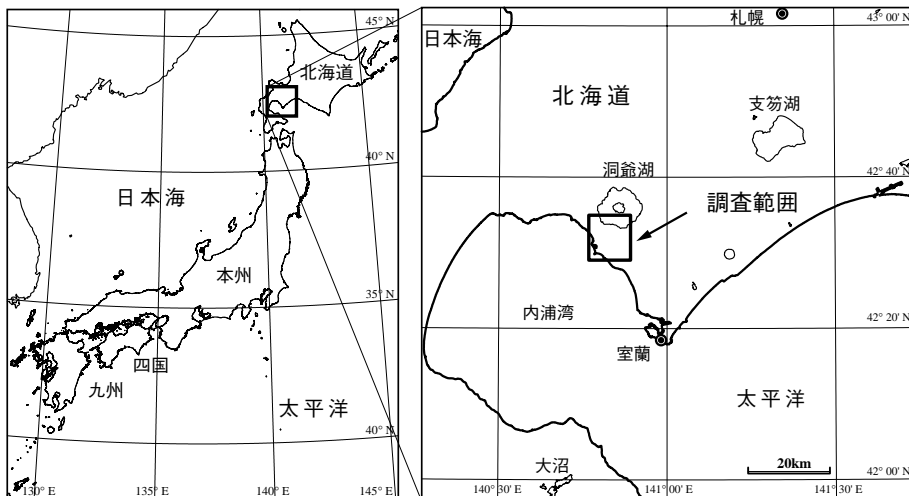 45° N
北海道
40° N
日本海
本州
35° N
四国
九州
太平洋
40° N
130° E
135° E
140° E
145° E
札幌
43° 00' N
日本海
北海道
支笏湖
洞爺湖
42° 40' N
調査範囲
内浦湾
42° 20' N
室蘭
太平洋
20km
大沼
42° 00' N
140° 30' E
141° 00' E
141° 30' E